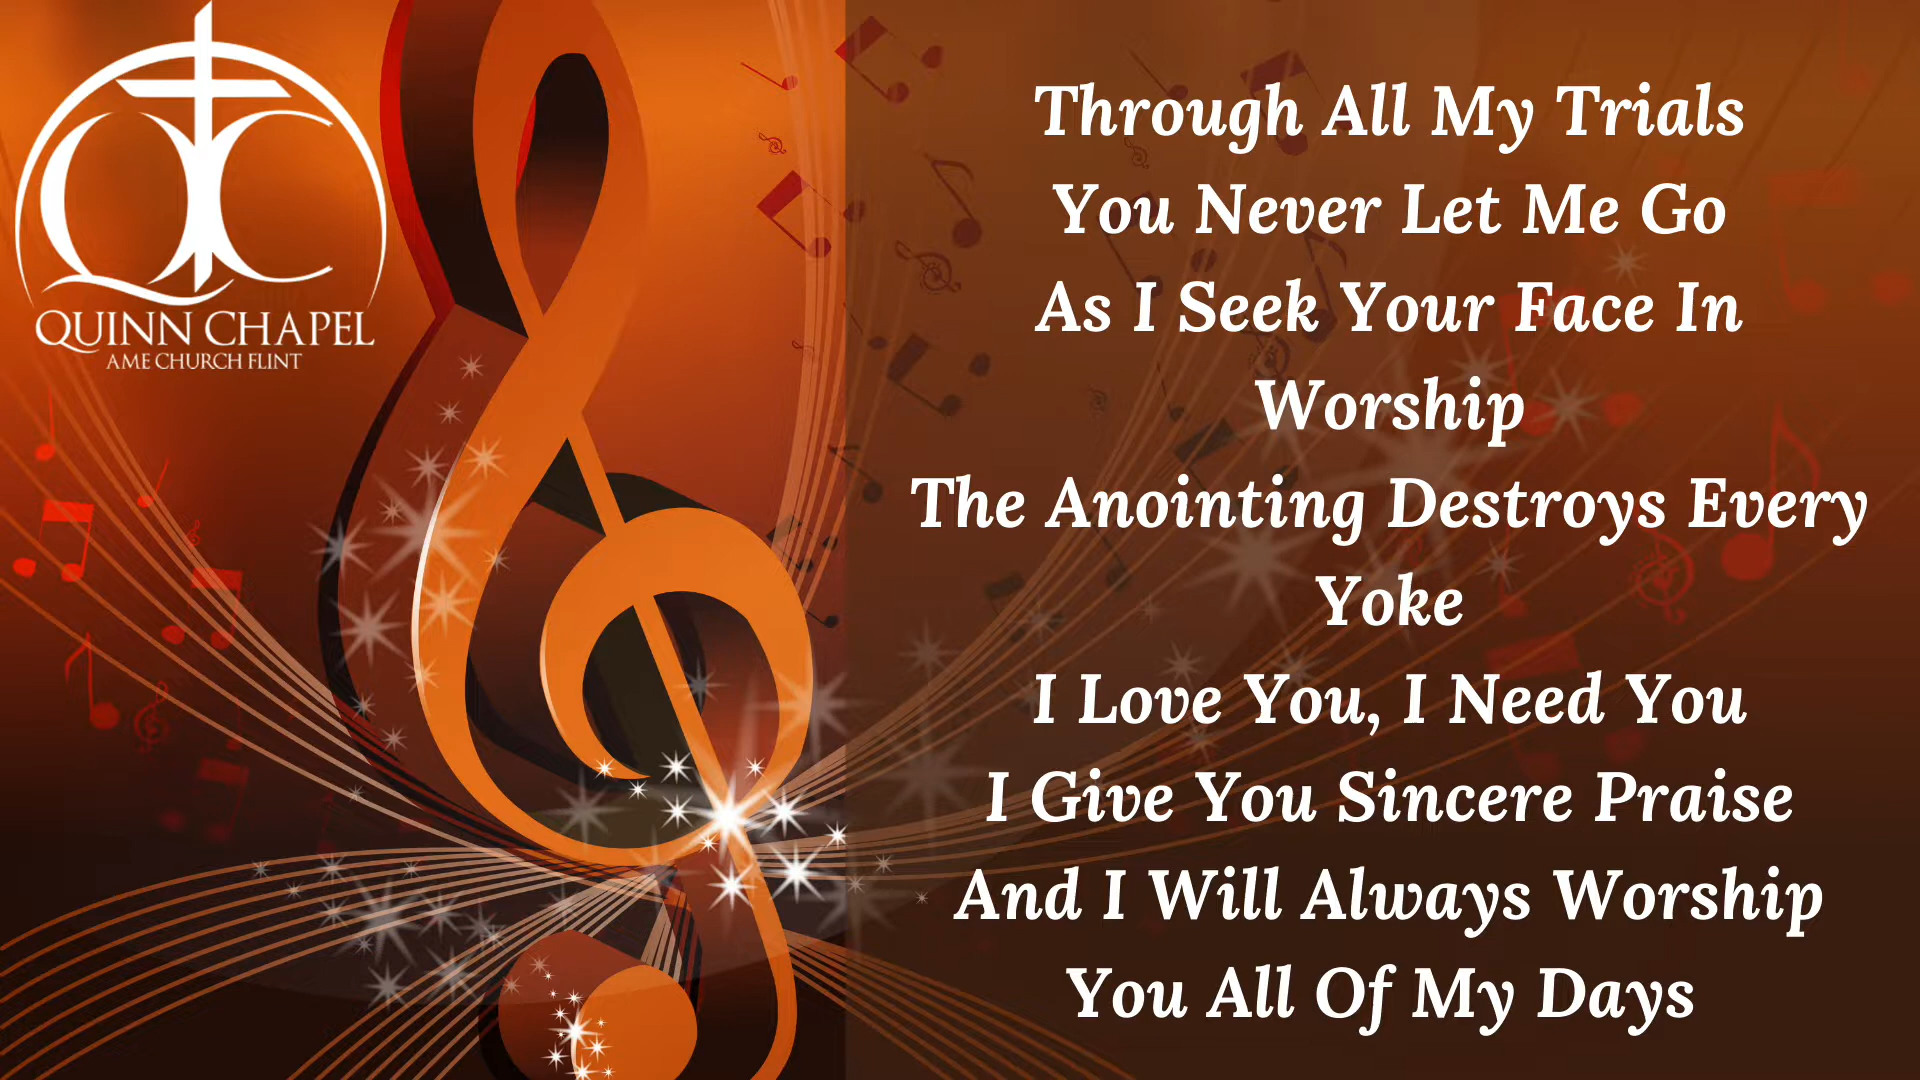 QC
QUINN CHAPEL
AME CHURCH FLINT
Through All My Trials
You Never Let Me Go
As I Seek Your Face In
Worship
The Anointing Destroys Every
Yoke
I Love You, I Need You
I Give You Sincere Praise
And I Will Always Worship
You All Of My Days